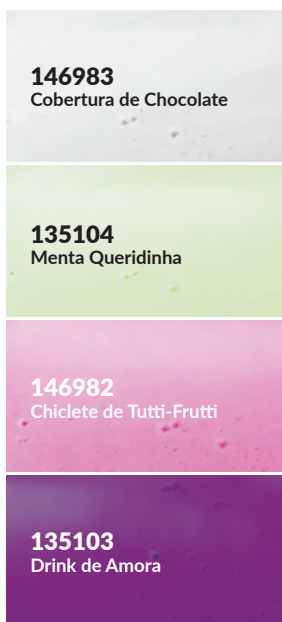 146983
Cobertura de Chocolate
135104
Menta Queridinha
146982
Chiclete de Tutti-Frutti
135103
Drink de Amora